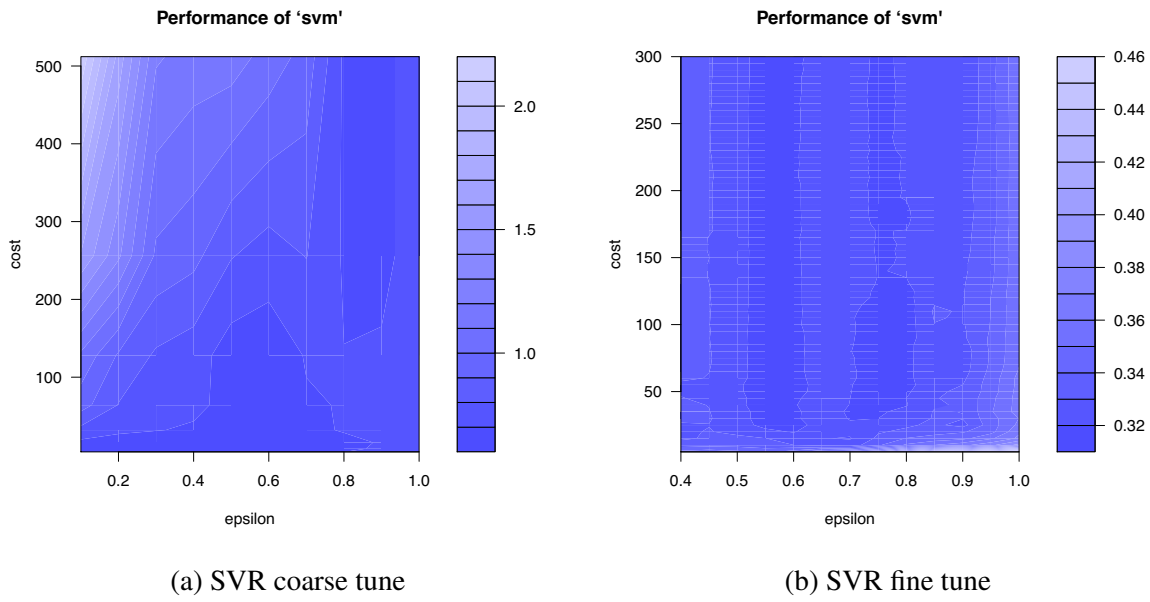 Performance of ‘svm'
500
400
300
200
100
cost
0.2 0.4 0.6 0.8 1.0
epsilon
2.0
1.0
(a) SVR coarse tune
Performance of ‘svm'
300
250
200
150
100
50
cost
0.4 0.5 0.6 0.7 0.8 0.9 1.0
epsilon
0.46
0.44
0.42
0.40
0.38
0.36
0.34
0.32
(b) SVR fine tune